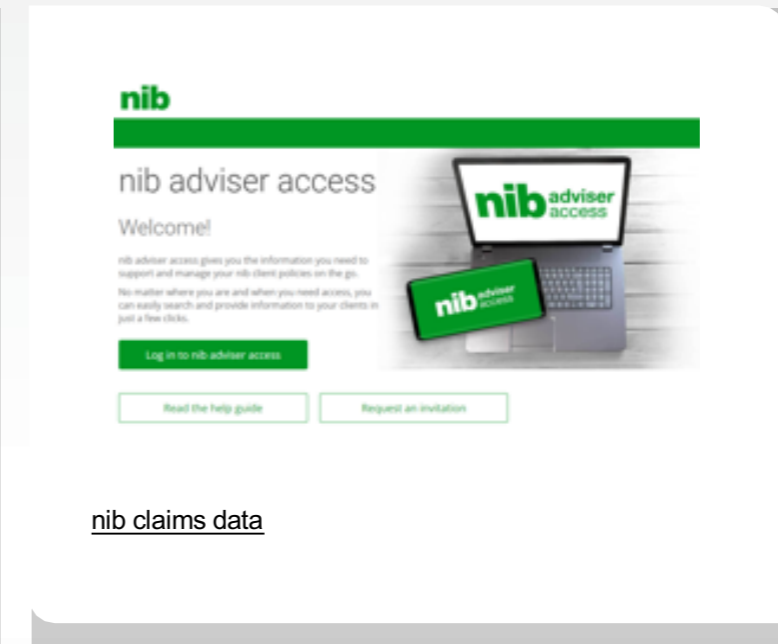 nib
nib adviser access
Welcome!
nib adviser access gives you the information you need to
support and manage your nib client policies on the go.
No matter where you are and when you need access, you
can easily search and provide information to your clients in
just a few clicks.
Log in to nib adviser access
Read the help guide
Request an invitation
nib adviser
access
nib adviser
access
nib claims data